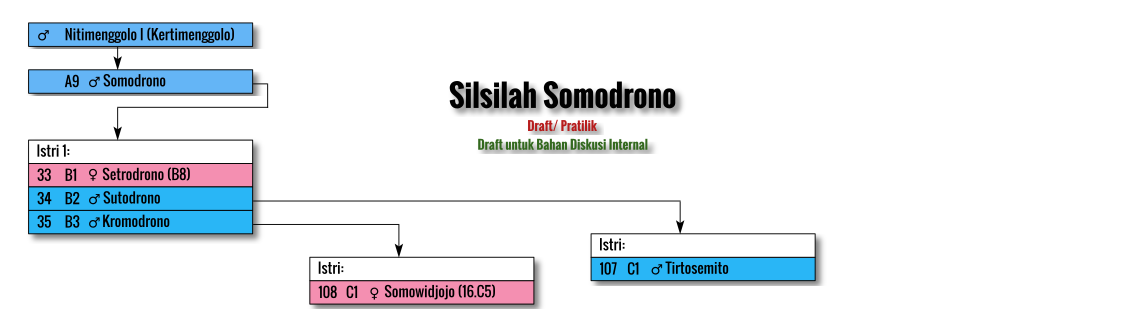 ♂ Nitimenggolo I (Kertimenggolo)
A9 ♂ Somodrono
Silsilah Somodrono
Draft/ Pratilik
Draft untuk Bahan Diskusi Internal
Istri 1:
33 B1 ♀ Setrodrono (B8)
34 B2 ♂ Sutodrono
35 B3 ♂ Kromodrono
Istri:
107 C1 ♂ Tirtosemito
Istri:
108 C1 ♀ Somowidjojo (16.C5)